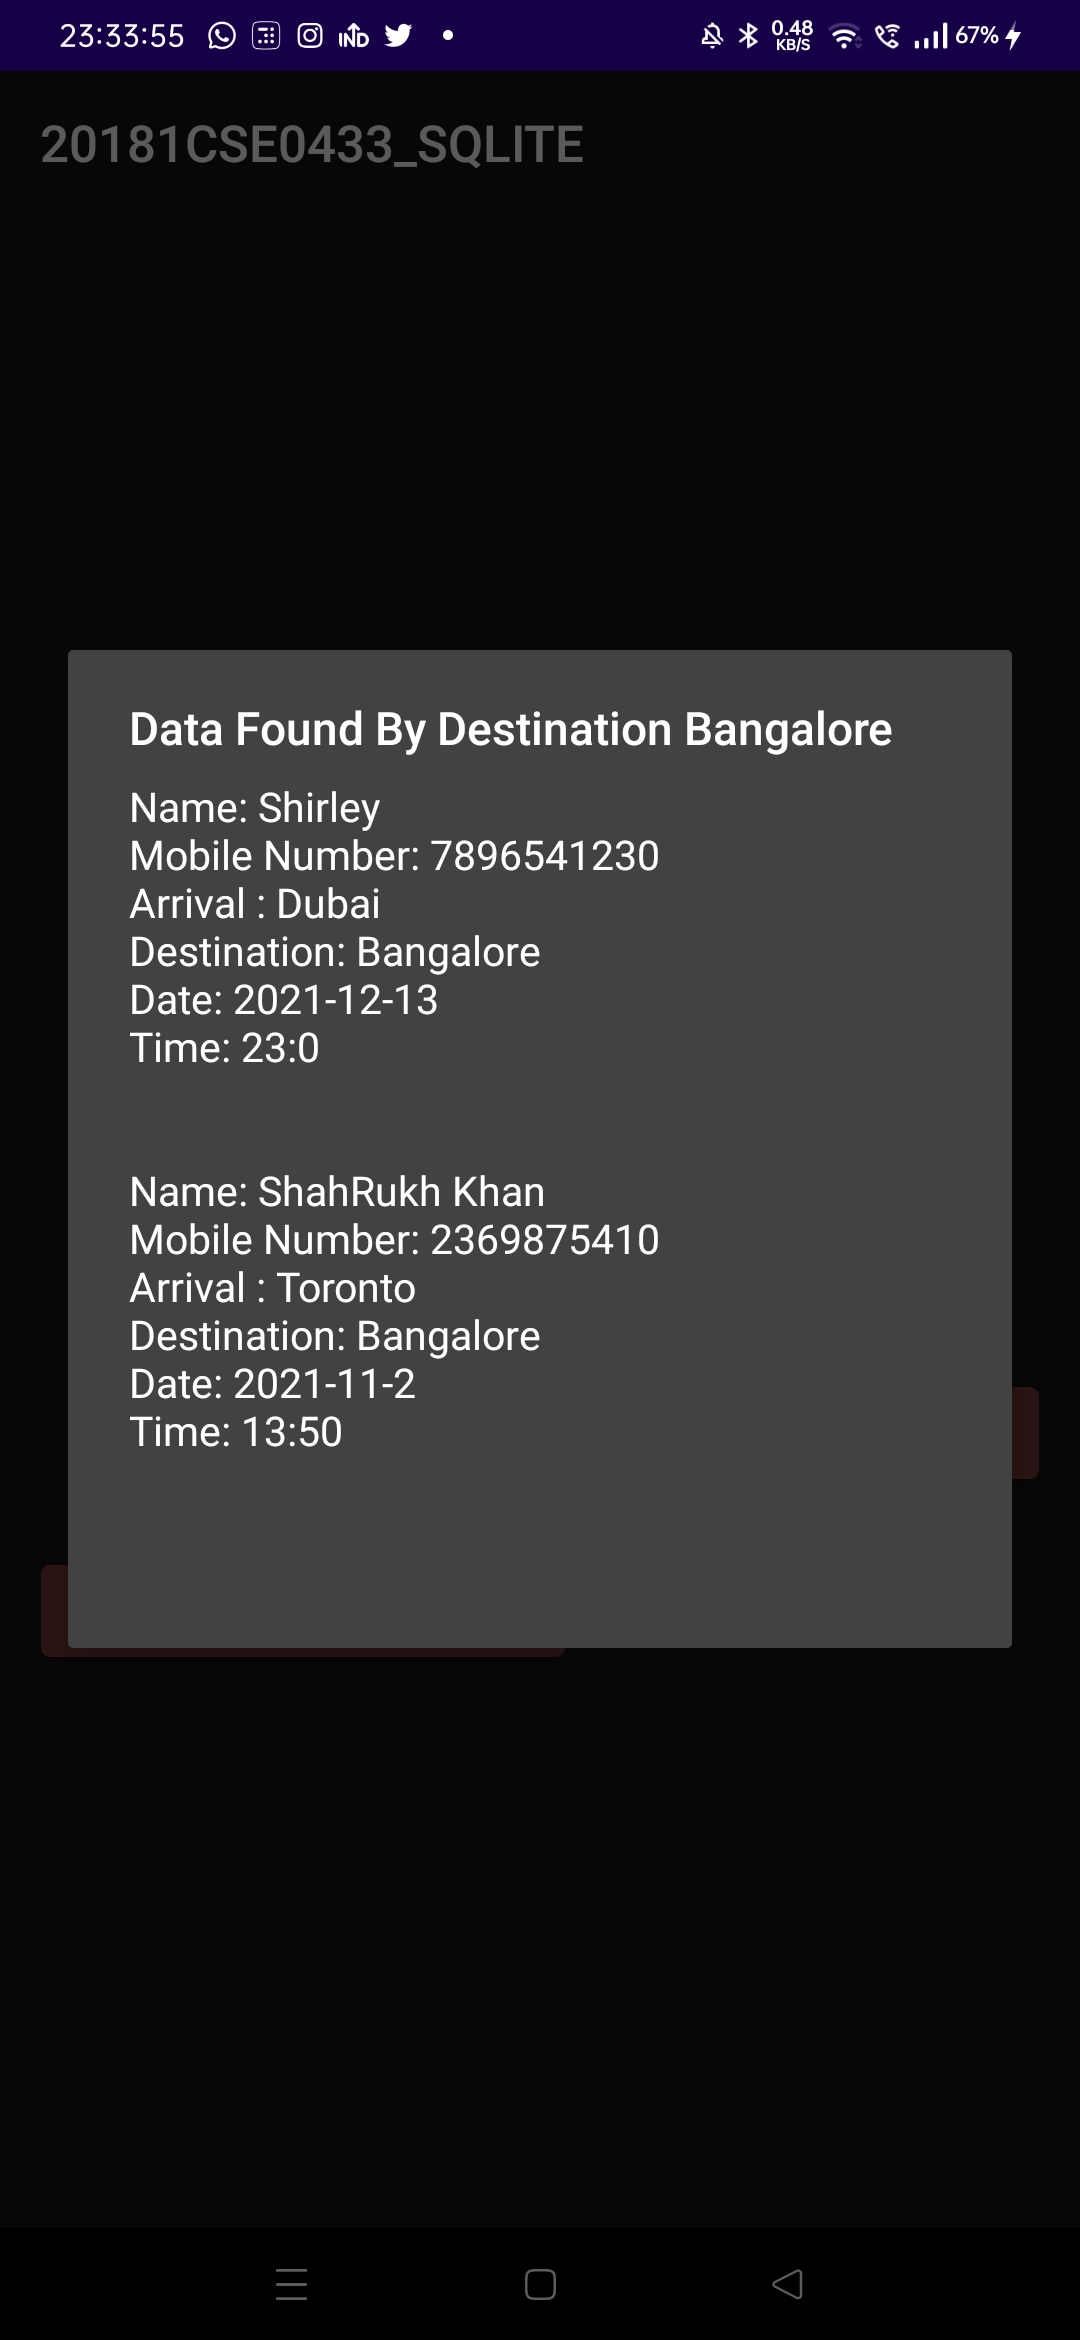 23:33:55 IND 0.48 KB/S 67%
20181CSE0433_SQLITE
Data Found By Destination Bangalore
Name: Shirley
Mobile Number: 7896541230
Arrival : Dubai
Destination: Bangalore
Date: 2021-12-13
Time: 23:0
Name: ShahRukh Khan
Mobile Number: 2369875410
Arrival : Toronto
Destination: Bangalore
Date: 2021-11-2
Time: 13:50